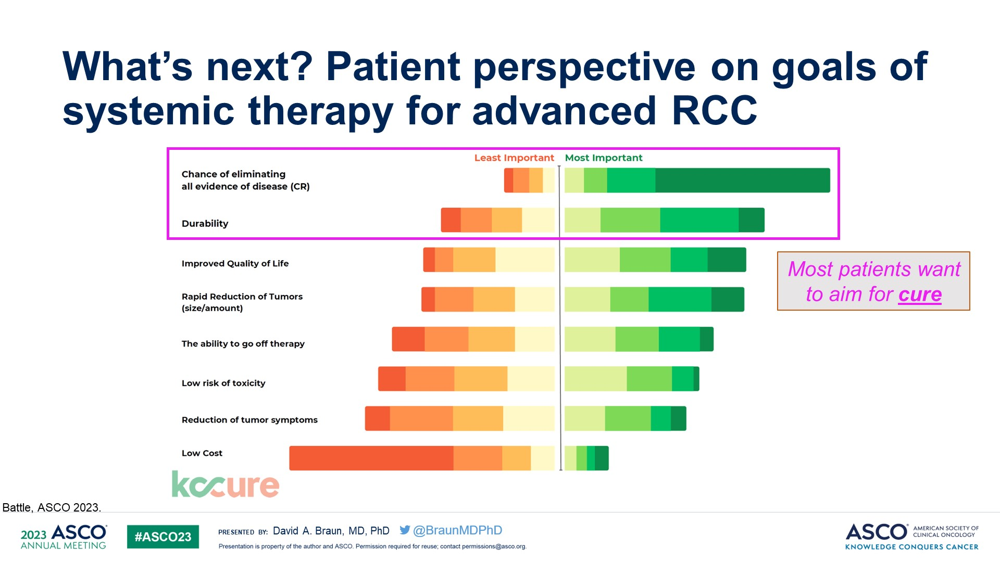 What’s next? Patient perspective on goals of
systemic therapy for advanced RCC
Least Important
Most Important
Chance of eliminating
all evidence of disease (CR)
Durability
Improved Quality of Life
Rapid Reduction of Tumors
(size/amount)
The ability to go off therapy
Low risk of toxicity
Reduction of tumor symptoms
Low Cost
Most patients want
to aim for cure
kccure
Battle, ASCO 2023.
2023 ASCO
ANNUAL MEETING
#ASCO23
PRESENTED BY: David A. Braun, MD, PhD @BraunMDPhD
Presentation is property of the author and ASCO. Permission required for reuse; contact permissions@asco.org.
ASCO AMERICAN SOCIETY OF
CLINICAL ONCOLOGY
KNOWLEDGE CONQUERS CANCER